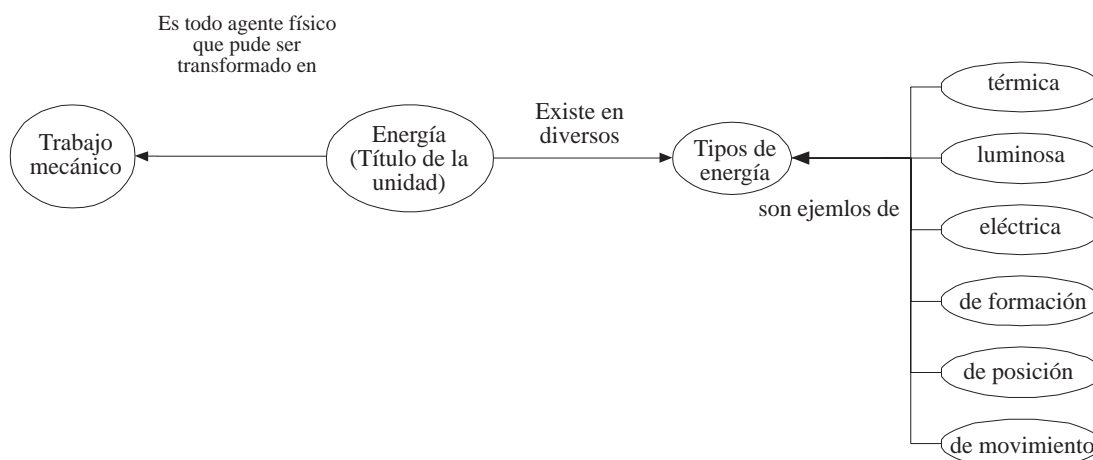 Es todo agente físico
que pude ser
transformado en
Trabajo
mecánico
Energía
(Título de la
unidad)
Existe en
diversos
Tipos de
energía
son ejemlos de
térmica
luminosa
eléctrica
de formación
de posición
de movimiento